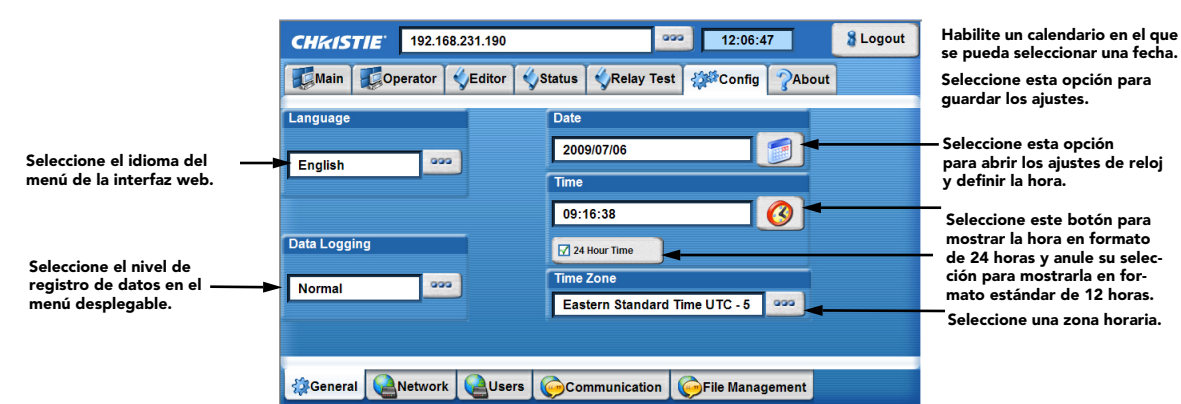 CHRISTIE
192.168.231.190
12:06:47
Logout
Main
Operator
Editor
Status
Relay Test
Config
About
Language
English
Data Logging
Normal
Date
2009/07/06
Time
09:16:38
24 Hour Time
Time Zone
Eastern Standard Time UTC - 5
General
Network
Users
Communication
File Management
Seleccione el idioma del
menú de la interfaz web.
Seleccione el nivel de
registro de datos en el
menú desplegable.
Habilite un calendario en el que
se pueda seleccionar una fecha.
Seleccione esta opción para
guardar los ajustes.
Seleccione esta opción
para abrir los ajustes de reloj
y definir la hora.
Seleccione este botón para
mostrar la hora en formato
de 24 horas y anule su selec-
ción para mostrarla en for-
mato estándar de 12 horas.
Seleccione una zona horaria.